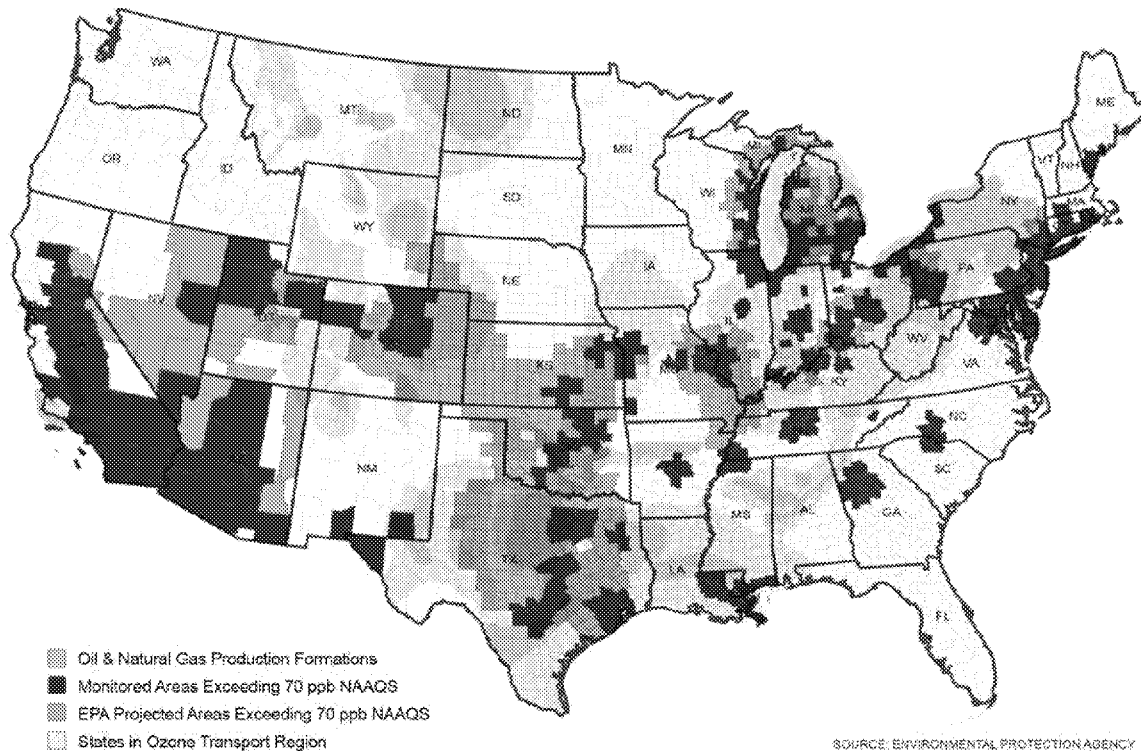 WA
MT
ND
MN
ME
OR
ID
SD
WI
MI
VT
NH
NY
MA
WY
IA
NE
PA
NV
IL
WV
VA
KS
KY
NC
NM
SC
MS
AL
GA
TX
LA
FL
Oil & Natural Gas Production Formations
Monitored Areas Exceeding 70 ppb NAAQS
EPA Projected Areas Exceeding 70 ppb NAAQS
States in Ozone Transport Region
SOURCE: ENVIRONMENTAL PROTECTION AGENCY